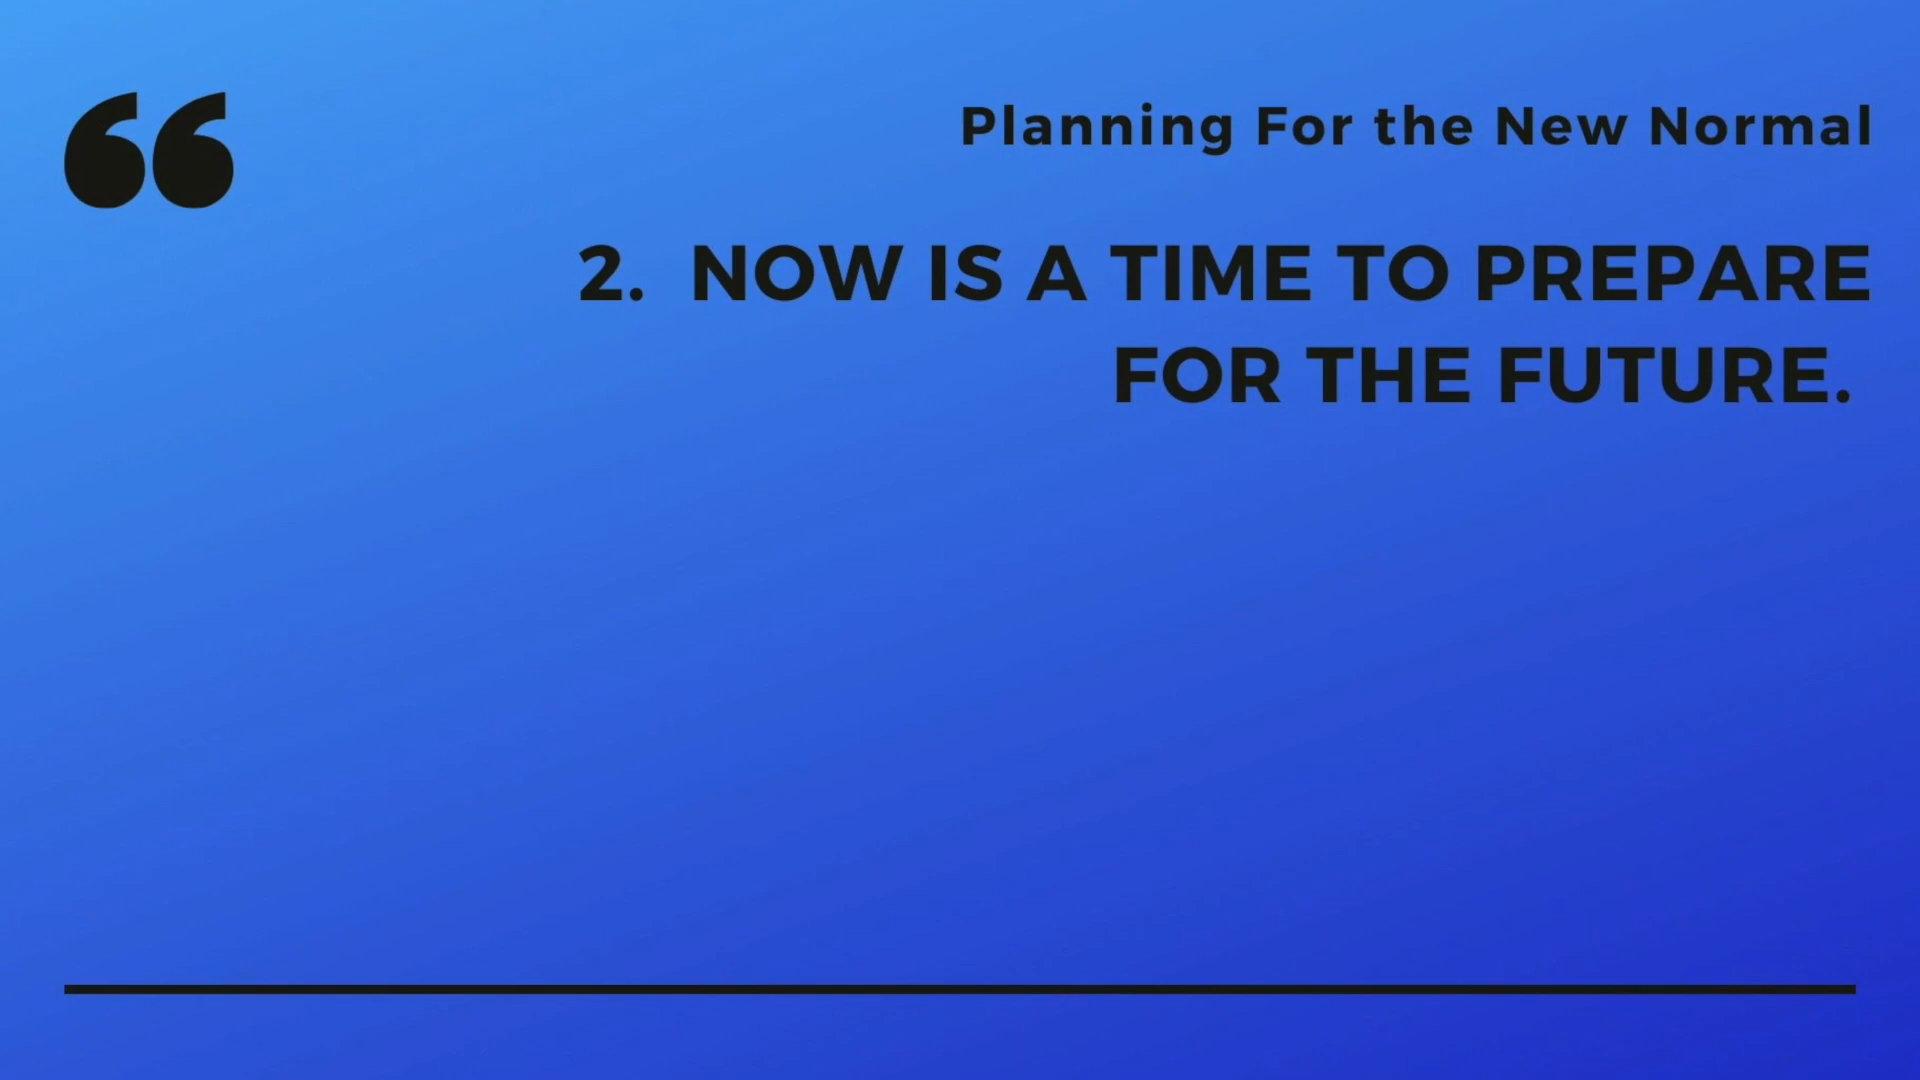 “
Planning For the New Normal
2. NOW IS A TIME TO PREPARE
FOR THE FUTURE.